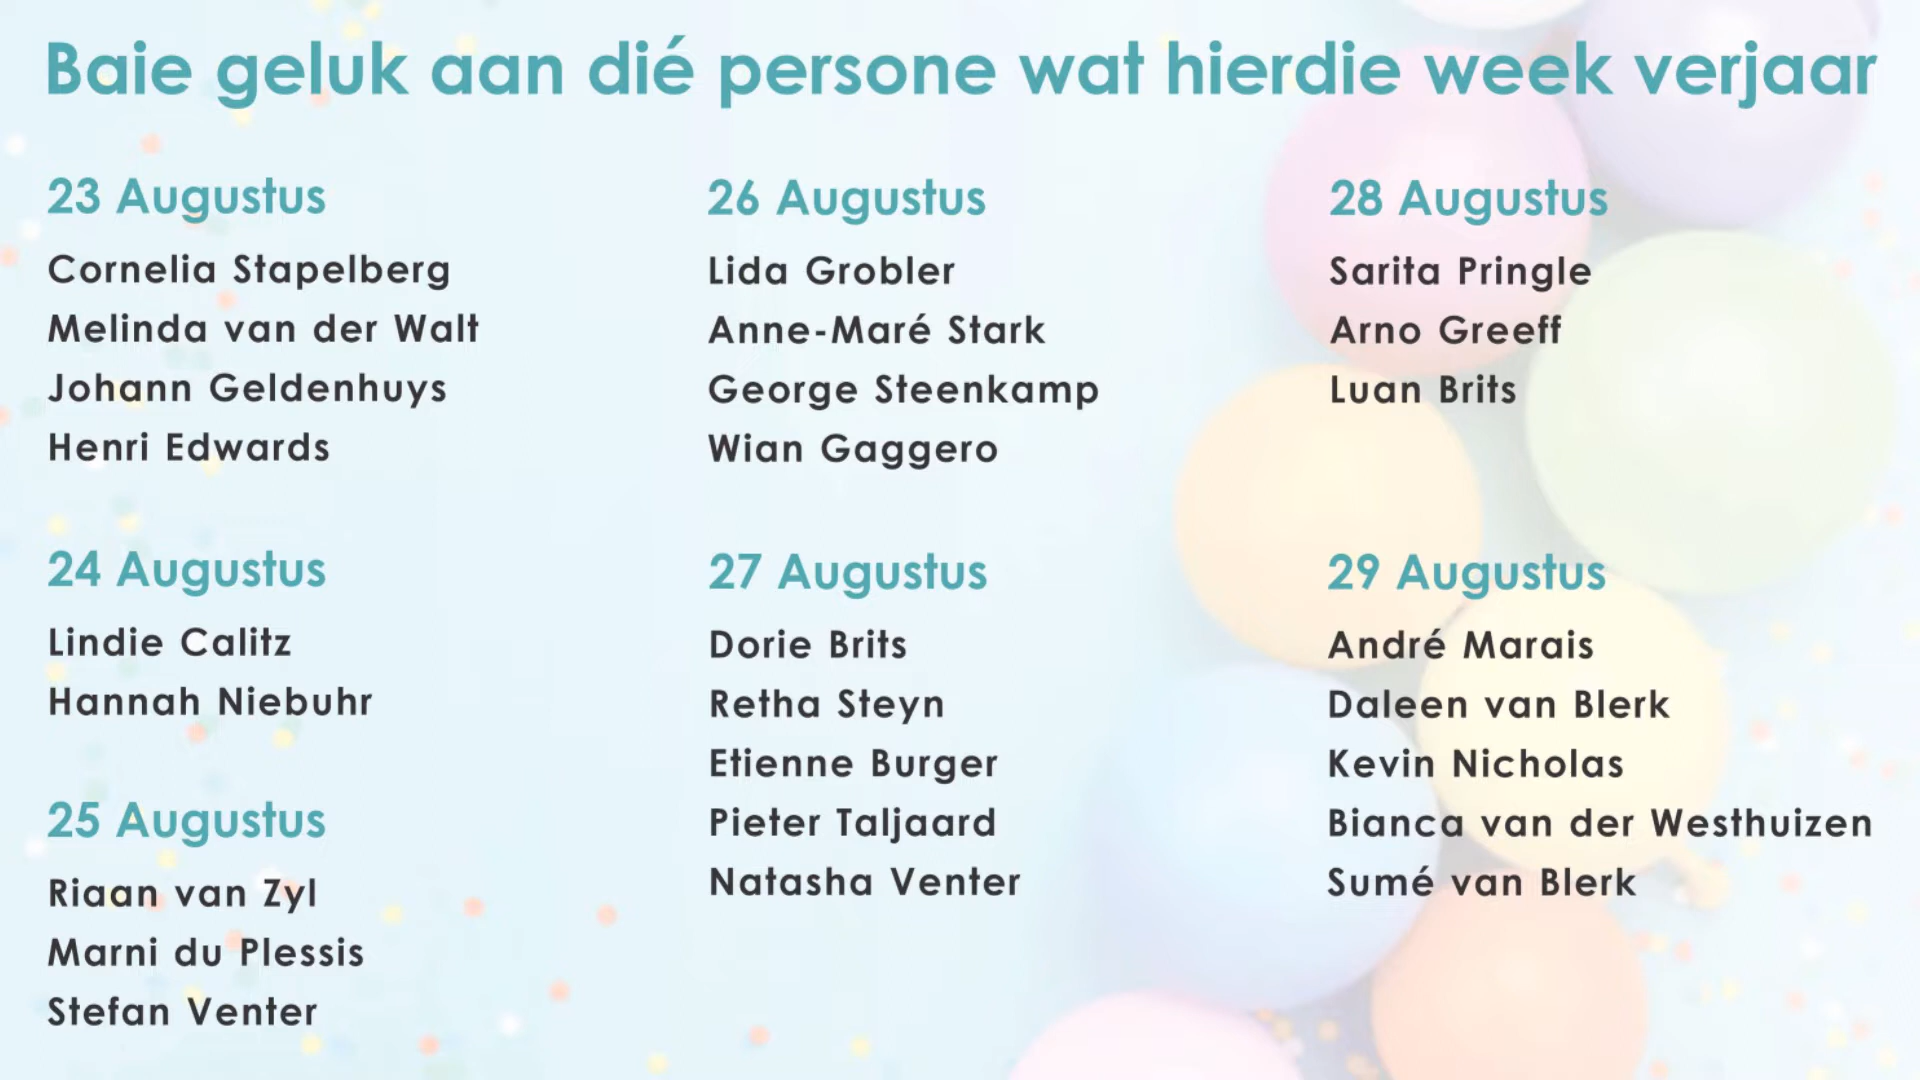 Baie geluk aan dié persone wat hierdie week verjaar
23 Augustus
Cornelia Stapelberg
Melinda van der Walt
Johann Geldenhuys
Henri Edwards
24 Augustus
Lindie Calitz
Hannah Niebuhr
25 Augustus
Riaan van Zyl
Marni du Plessis
Stefan Venter
26 Augustus
Lida Grobler
Anne-Maré Stark
George Steenkamp
Wian Gaggero
27 Augustus
Dorie Brits
Retha Steyn
Etienne Burger
Pieter Taljaard
Natasha Venter
28 Augustus
Sarita Pringle
Arno Greeff
Luan Brits
29 Augustus
André Marais
Daleen van Blerk
Kevin Nicholas
Bianca van der Westhuizen
Sumé van Blerk